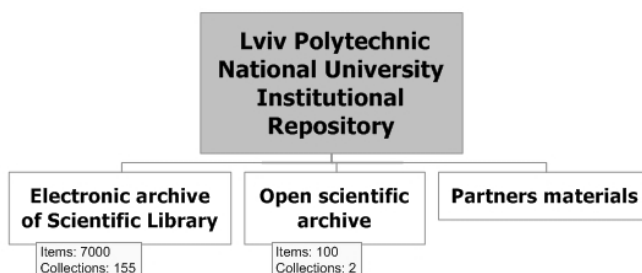 Lviv Polytechnic
National University
Institutional
Repository
Electronic archive
of Scientific Library
Open scientific
archive
Partners materials
Items: 7000
Collections: 155
Items: 100
Collections: 2